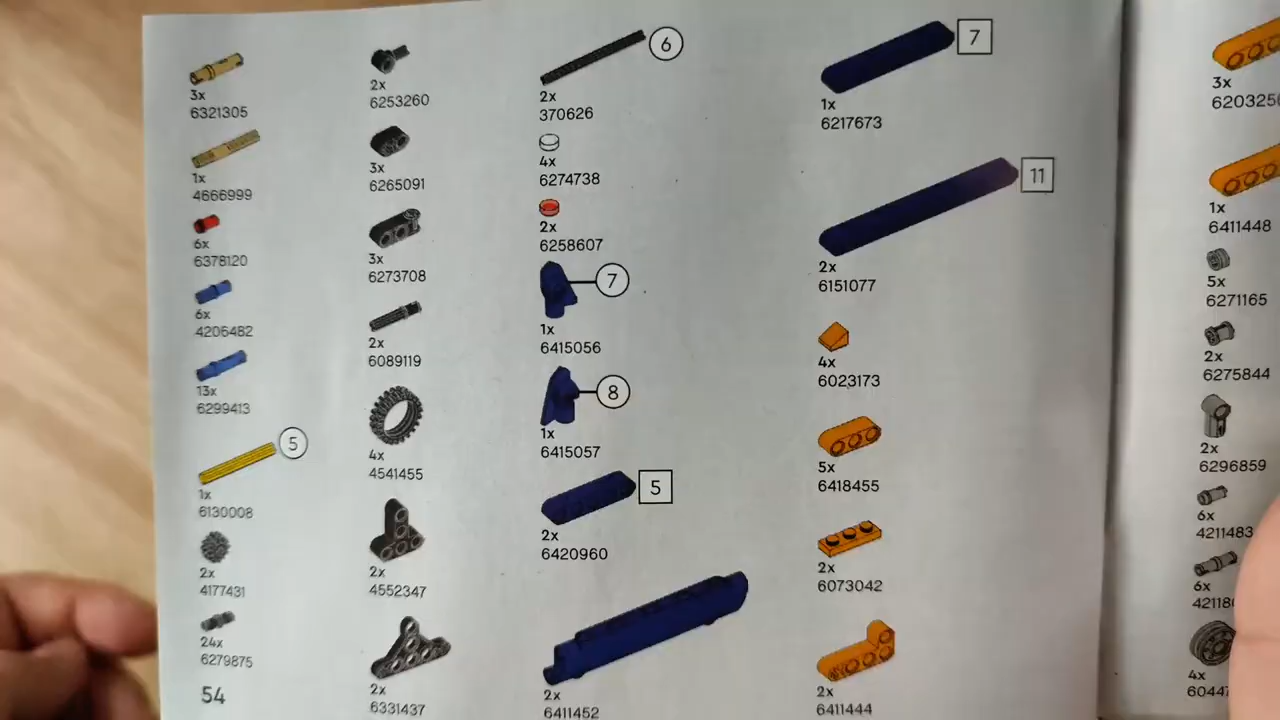 3x
6321305
1x
4666999
6x
6378120
6x
4206482
13x
6299413
5
1x
6130008
2x
4177431
24x
6279875
54
2x
6253260
3x
6265091
3x
6273708
2x
6089119
4x
4541455
2x
4552347
2x
6331437
6
2x
370626
4x
6274738
2x
6258607
7
1x
6415056
8
1x
6415057
5
2x
6420960
2x
6411452
7
1x
6217673
11
2x
6151077
4x
6023173
5x
6418455
2x
6073042
2x
6411444
3x
1x
6411448
5x
6271165
2x
6275844
2x
6296859
6x
4211483
6x
4x